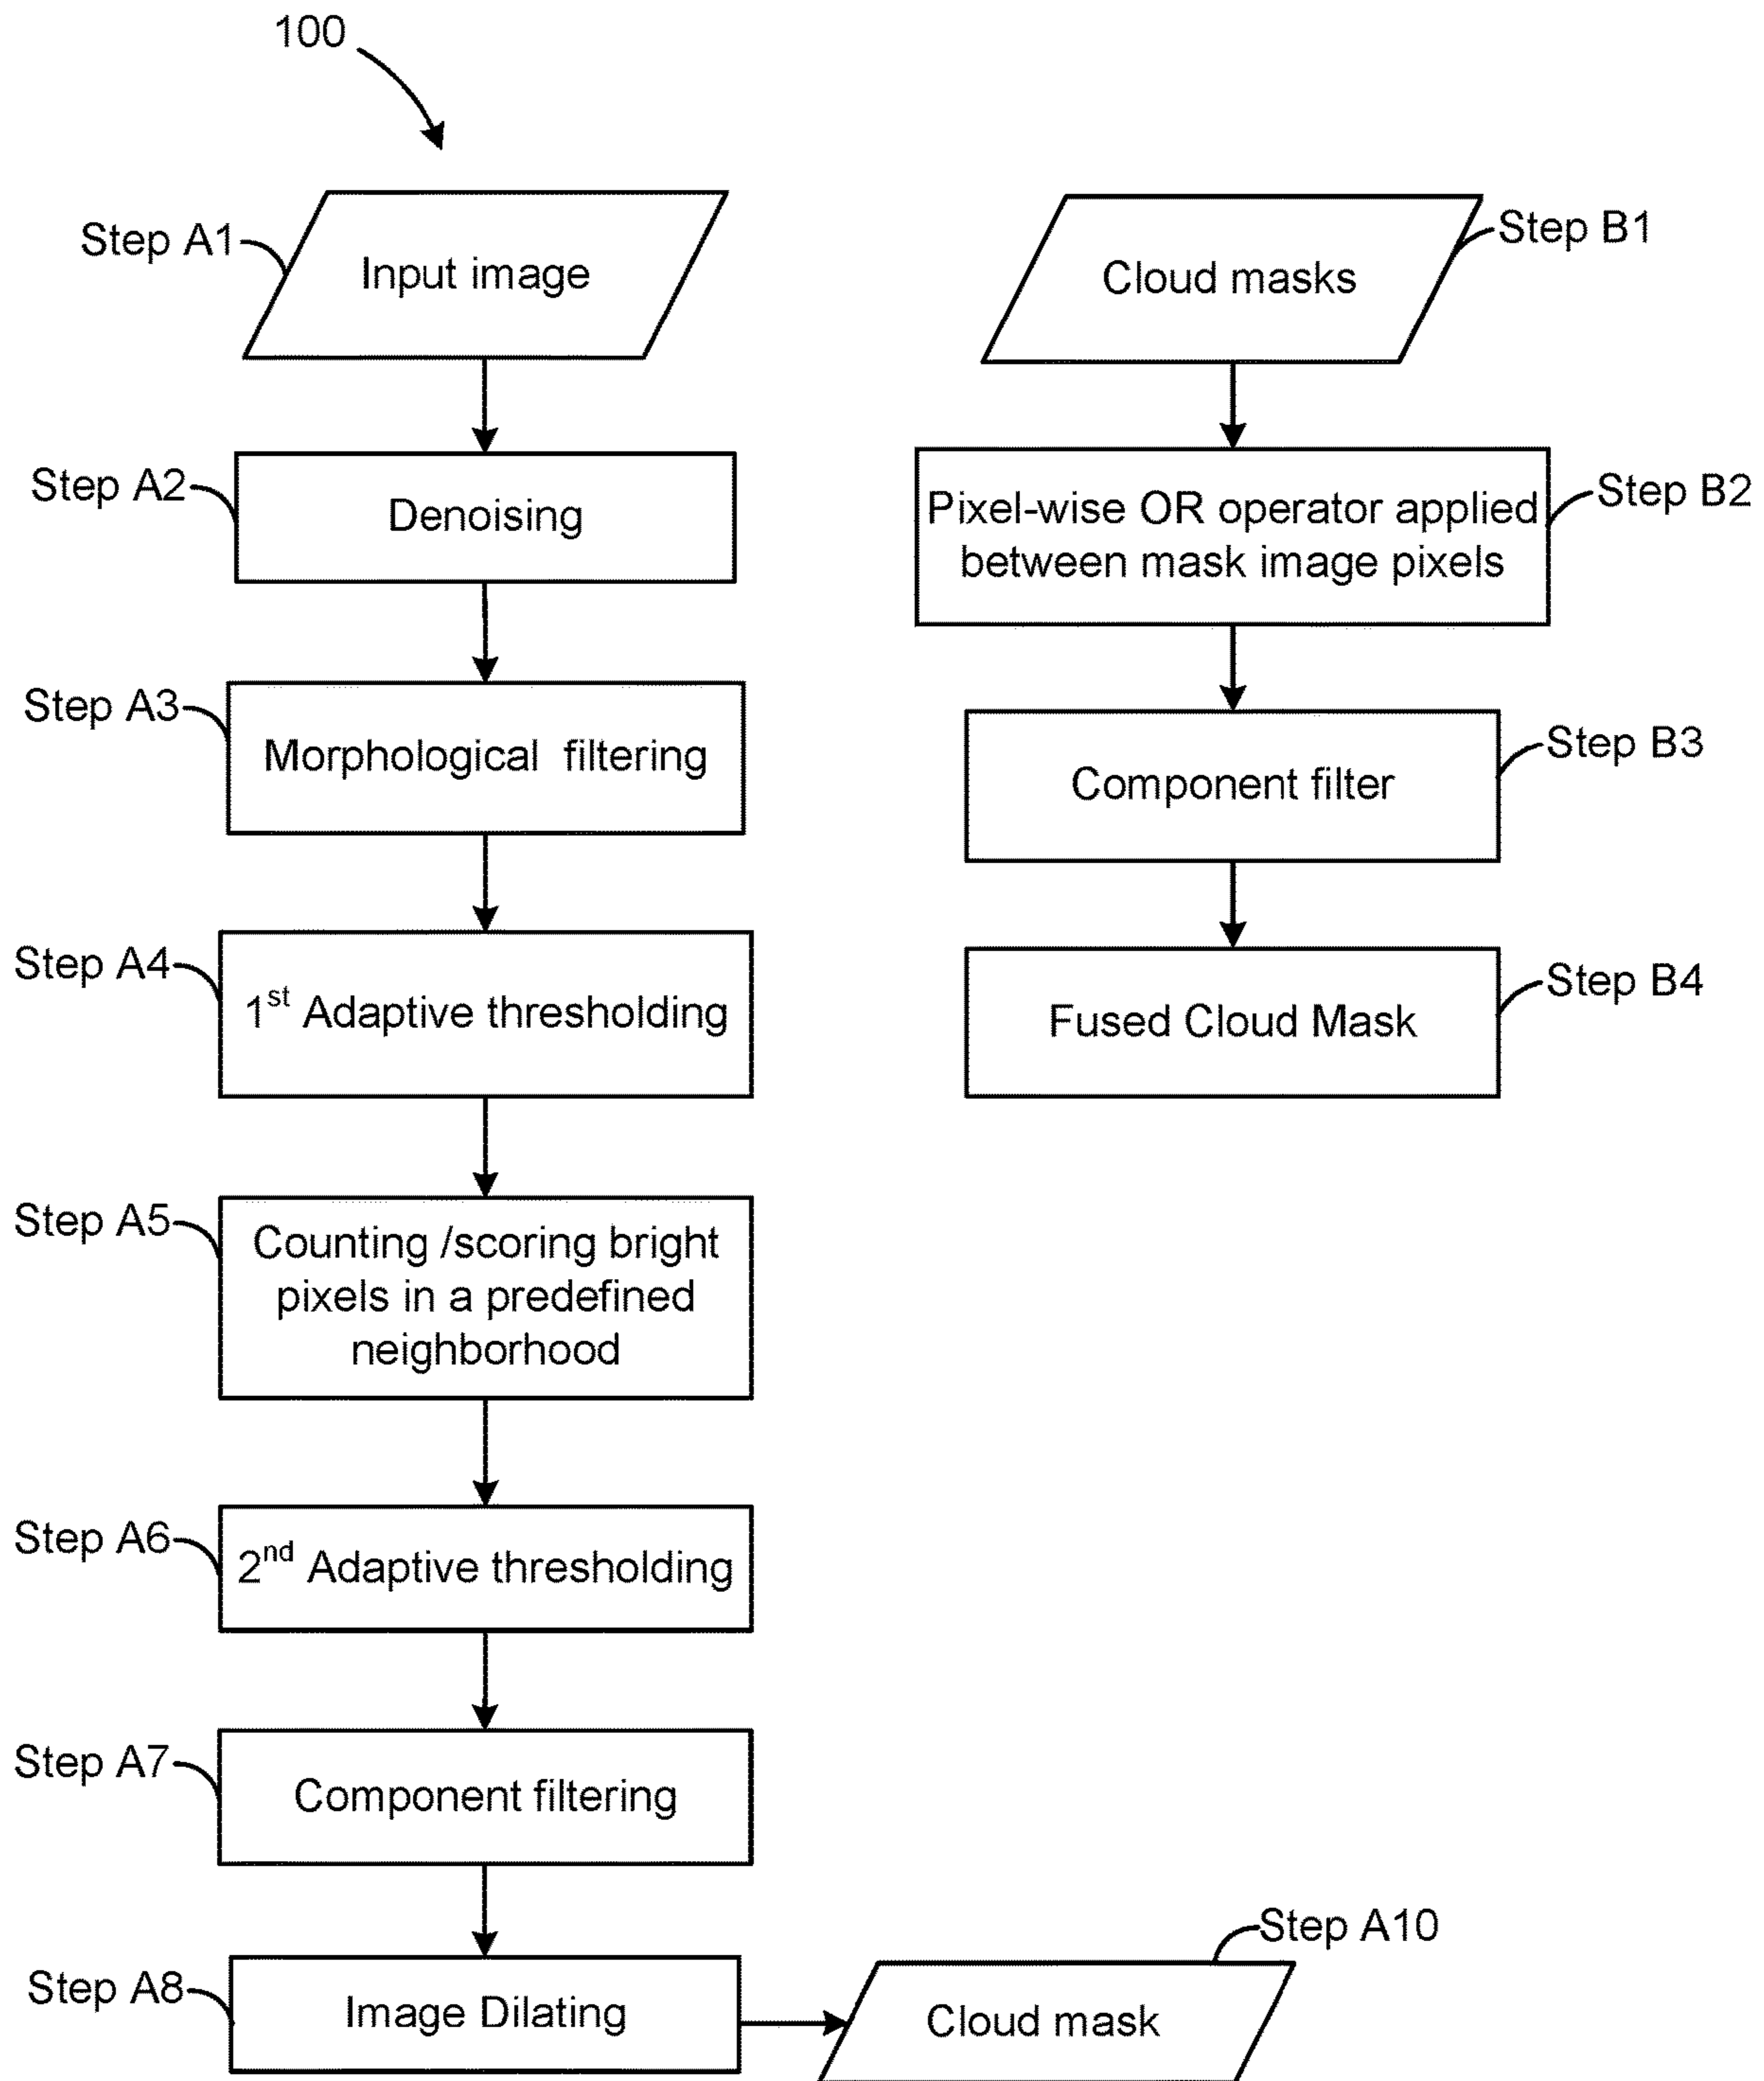 100
Step A1
Input image
Step A2
Denoising
Step A3
Morphological filtering
Step A4
1st Adaptive thresholding
Step A5
Counting /scoring bright
pixels in a predefined
neighborhood
Step A6
2nd Adaptive thresholding
Step A7
Component filtering
Step A8
Image Dilating
Step A10
Cloud mask
Step B1
Cloud masks
Step B2
Pixel-wise OR operator applied
between mask image pixels
Step B3
Component filter
Step B4
Fused Cloud Mask